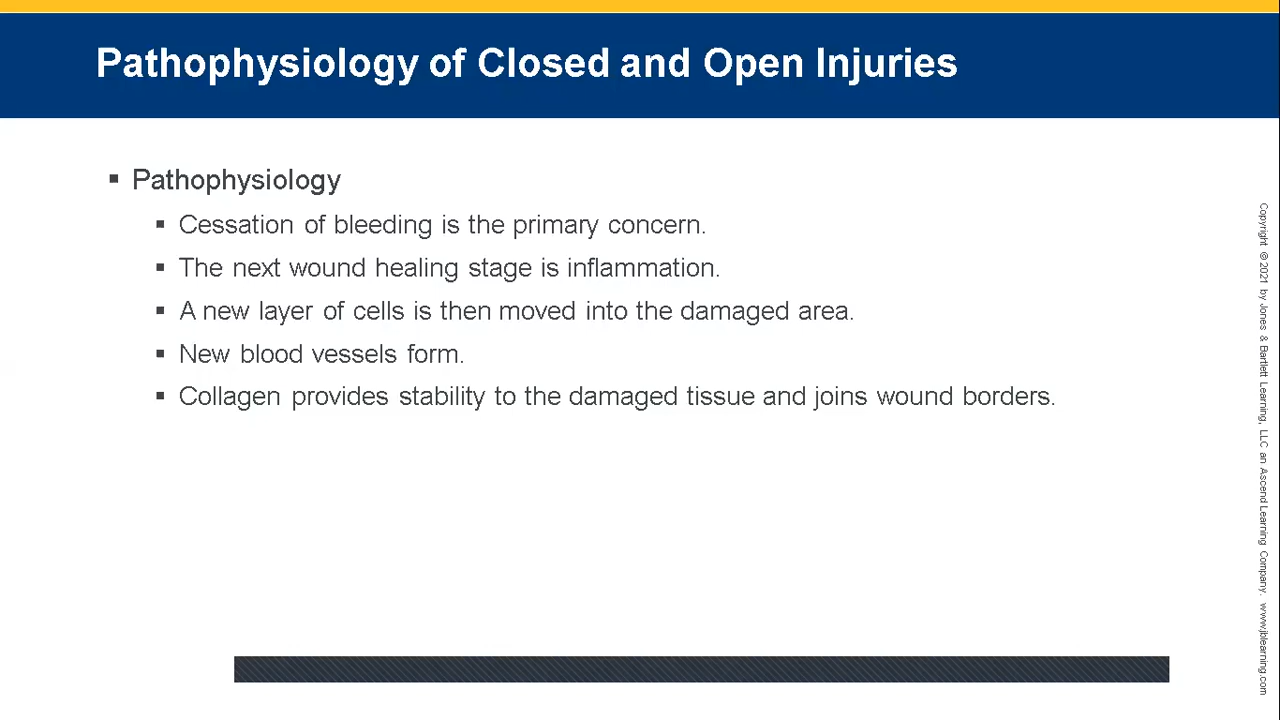 Pathophysiology of Closed and Open Injuries
▪ Pathophysiology
▪ Cessation of bleeding is the primary concern.
▪ The next wound healing stage is inflammation.
▪ A new layer of cells is then moved into the damaged area.
▪ New blood vessels form.
▪ Collagen provides stability to the damaged tissue and joins wound borders.
Copyright © 2021 by Jones & Bartlett Learning, LLC an Ascend Learning Company. www.jblearning.com